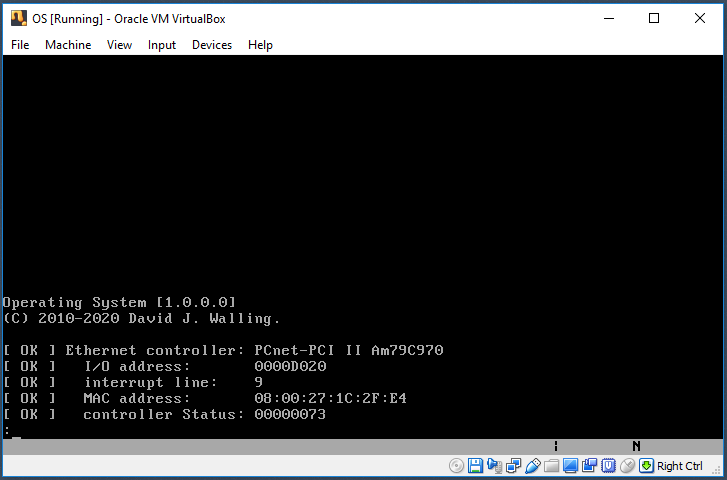 OS [Running] - Oracle VM VirtualBox
File Machine View Input Devices Help
Operating System [1.0.0.0]
(C) 2010-2020 David J. Walling.
[ OK ] Ethernet controller: PCnet-PCI II Am79C970
[ OK ]   I/O address:       0000D020
[ OK ]   interrupt line:    9
[ OK ]   MAC address:       08:00:27:1C:2F:E4
[ OK ]   controller Status: 00000073
:_
¦ N
Right Ctrl